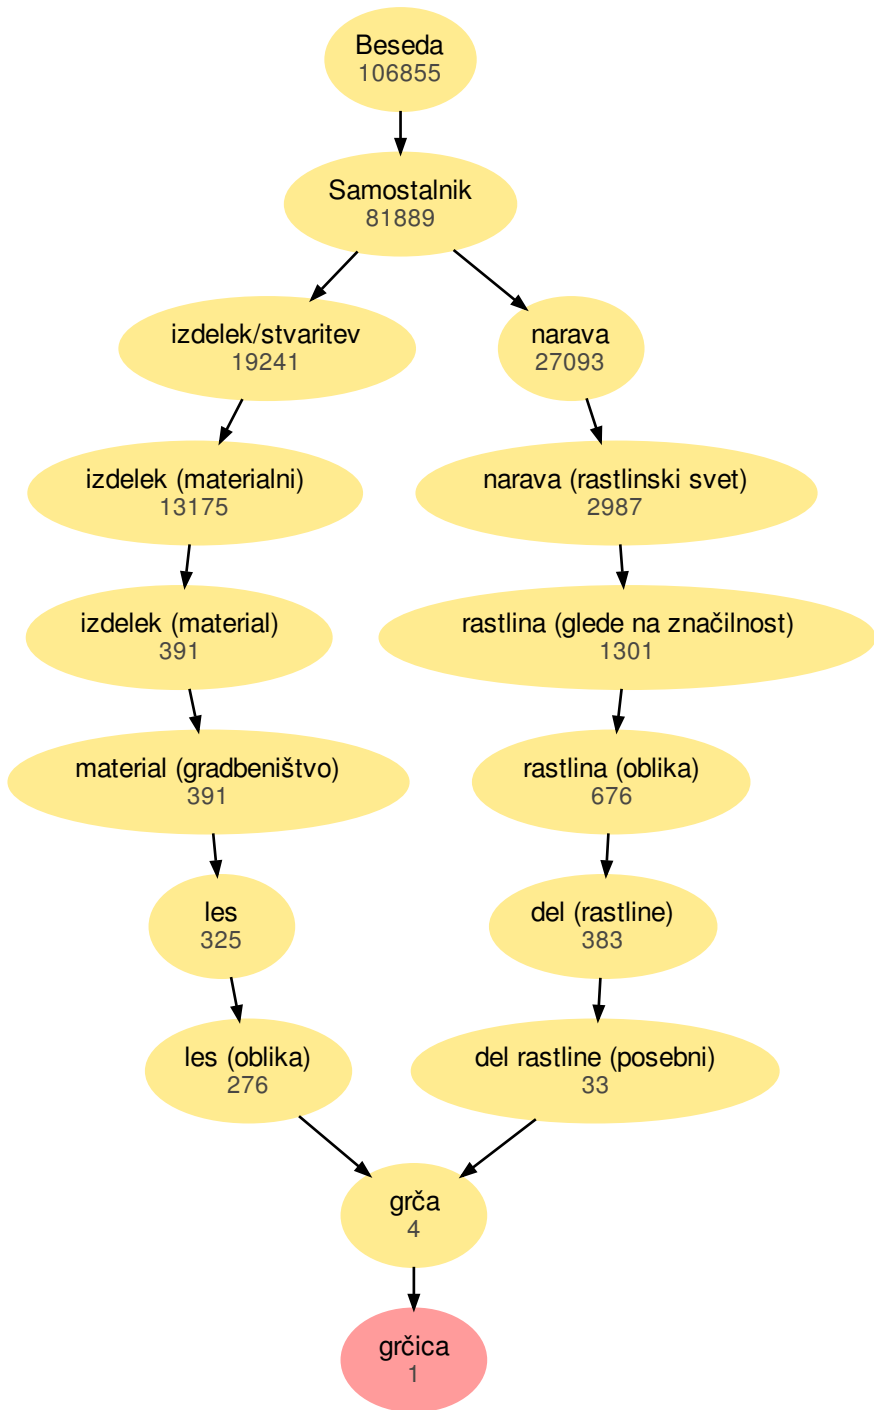 Beseda
106855
Samostalnik
81889
izdelek/stvaritev
19241
narava
27093
izdelek (materialni)
13175
narava (rastlinski svet)
2987
izdelek (material)
391
rastlina (glede na značilnost)
1301
material (gradbeništvo)
391
rastlina (oblika)
676
les
325
del (rastline)
383
les (oblika)
276
del rastline (posebni)
33
grča
4
grčica
1